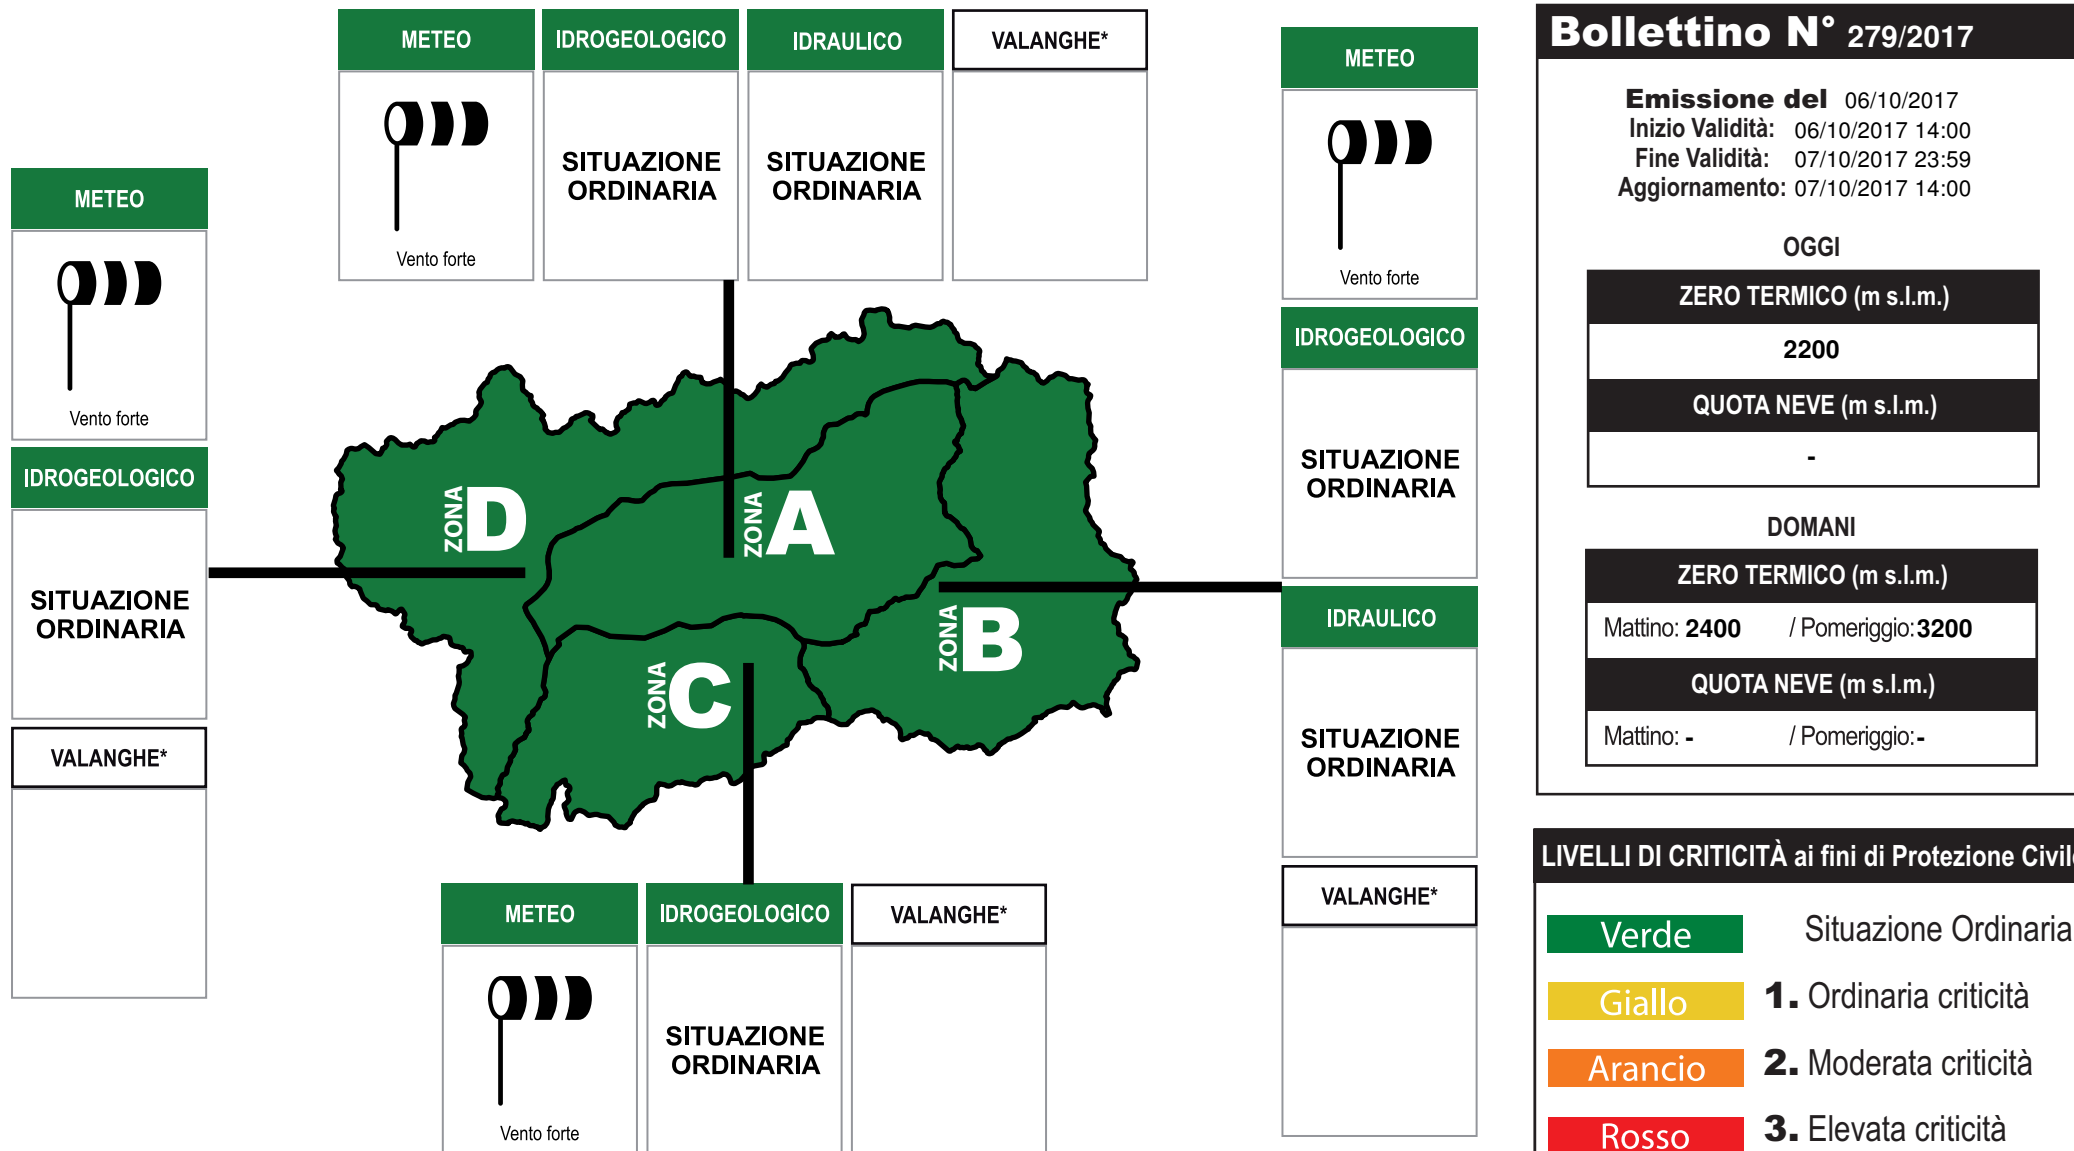 METEO
IDROGEOLOGICO
IDRAULICO
VALANGHE*
Vento forte
SITUAZIONE
ORDINARIA
SITUAZIONE
ORDINARIA
METEO
Vento forte
IDROGEOLOGICO
SITUAZIONE
ORDINARIA
VALANGHE*
ZONA D
ZONA A
ZONA B
ZONA C
METEO
Vento forte
IDROGEOLOGICO
SITUAZIONE
ORDINARIA
IDRAULICO
SITUAZIONE
ORDINARIA
VALANGHE*
METEO
IDROGEOLOGICO
VALANGHE*
Vento forte
SITUAZIONE
ORDINARIA
Bollettino N° 279/2017
Emissione del 06/10/2017
Inizio Validità: 06/10/2017 14:00
Fine Validità: 07/10/2017 23:59
Aggiornamento: 07/10/2017 14:00
OGGI
ZERO TERMICO (m s.l.m.)
2200
QUOTA NEVE (m s.l.m.)
-
DOMANI
ZERO TERMICO (m s.l.m.)
Mattino: 2400 / Pomeriggio: 3200
QUOTA NEVE (m s.l.m.)
Mattino: - / Pomeriggio: -
LIVELLI DI CRITICITÀ ai fini di Protezione Civile
Verde Situazione Ordinaria
Giallo 1. Ordinaria criticità
Arancio 2. Moderata criticità
Rosso 3. Elevata criticità